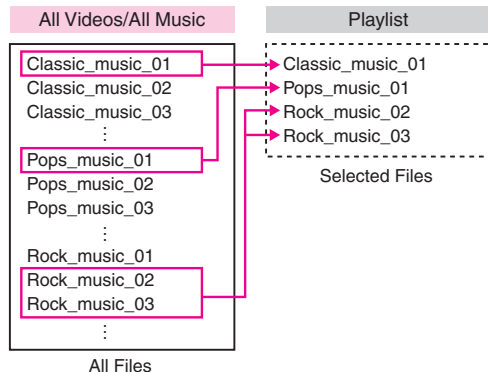 All Videos/All Music
Classic_music_01
Classic_music_02
Classic_music_03
⋮
Pops_music_01
Pops_music_02
Pops_music_03
⋮
Rock_music_01
Rock_music_02
Rock_music_03
⋮
All Files
Playlist
Classic_music_01
Pops_music_01
Rock_music_02
Rock_music_03
Selected Files